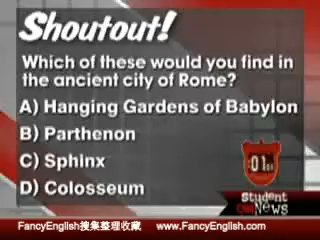 Shoutout!
Which of these would you find in
the ancient city of Rome?
A) Hanging Gardens of Babylon
B) Parthenon
C) Sphinx
D) Colosseum
:01
Student
CNN News
FancyEnglish搜集整理收藏 www.FancyEnglish.com